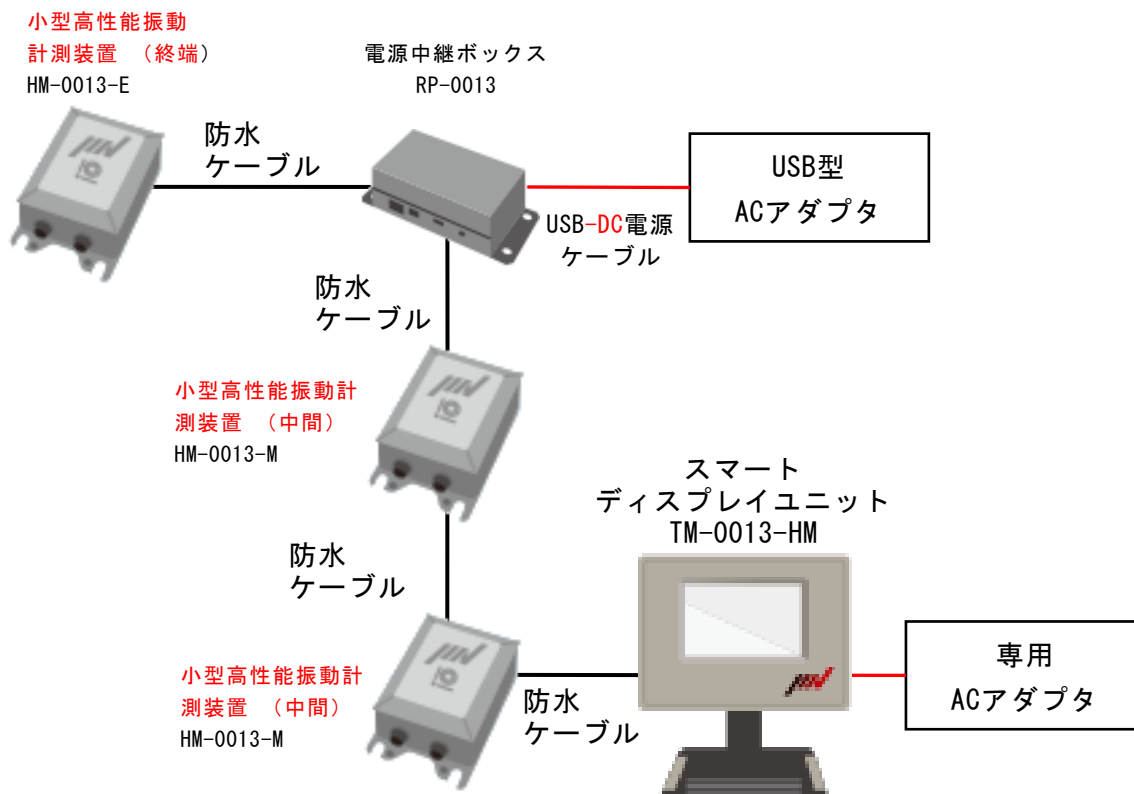 小型高性能振動
計測装置 （終端）
HM-0013-E
電源中継ボックス
RP-0013
防水
ケーブル
USB型
ACアダプタ
USB-DC電源
ケーブル
防水
ケーブル
小型高性能振動計
測装置 （中間）
HM-0013-M
スマート
ディスプレイユニット
TM-0013-HM
防水
ケーブル
小型高性能振動計
測装置 （中間）
HM-0013-M
防水
ケーブル
専用
ACアダプタ